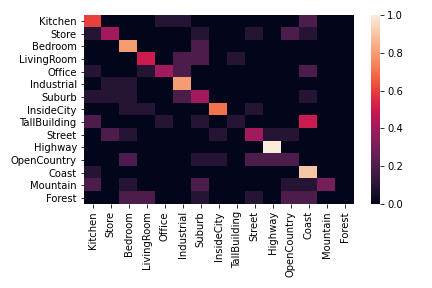 Kitchen
Store
Bedroom
LivingRoom
Office
Industrial
Suburb
InsideCity
TallBuilding
Street
Highway
OpenCountry
Coast
Mountain
Forest
Kitchen
Store
Bedroom
LivingRoom
Office
Industrial
Suburb
InsideCity
TallBuilding
Street
Highway
OpenCountry
Coast
Mountain
Forest
1.0
0.8
0.6
0.4
0.2
0.0